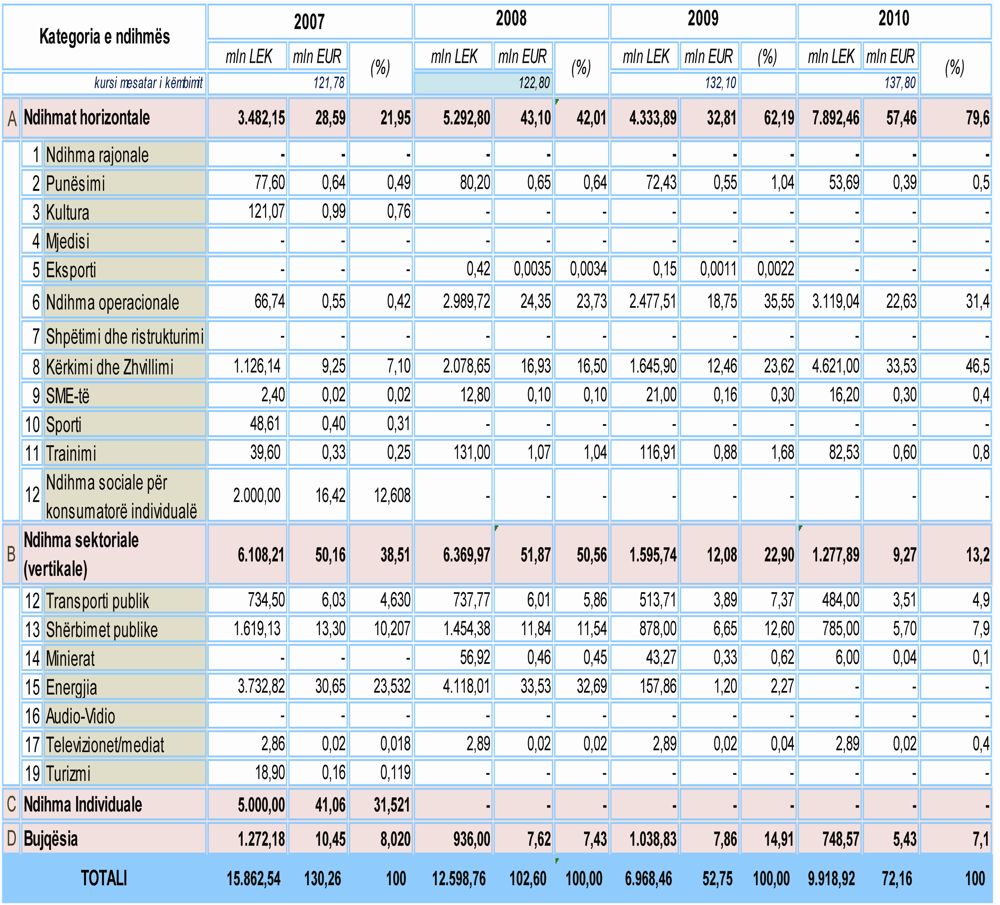 Kategoria e ndihmës 2007 2008 2009 2010
mln LEK mln EUR (%) mln LEK mln EUR (%) mln LEK mln EUR (%) mln LEK mln EUR (%)
kursi mesatar i këmbimit 121,78 122,80 132,10 137,80
A Ndihmat horizontale 3.482,15 28,59 21,95 5.292,80 43,10 42,01 4.333,89 32,81 62,19 7.892,46 57,46 79,6
1 Ndihma rajonale - - - - - - - - - - -
2 Punësimi 77,60 0,64 0,49 80,20 0,65 0,64 72,43 0,55 1,04 53,69 0,39 0,5
3 Kultura 121,07 0,99 0,76 - - - - - - - - -
4 Mjedisi - - - - - - - - - - - -
5 Eksporti - - - 0,42 0,0035 0,0034 0,15 0,0011 0,0022 - - -
6 Ndihma operacionale 66,74 0,55 0,42 2.989,72 24,35 23,73 2.477,51 18,75 35,55 3.119,04 22,63 31,4
7 Shpëtimi dhe ristrukturimi - - - - - - - - - - - -
8 Kërkimi dhe Zhvillimi 1.126,14 9,25 7,10 2.078,65 16,93 16,50 1.645,90 12,46 23,62 4.621,00 33,53 46,5
9 SME-të 2,40 0,02 0,02 12,80 0,10 0,10 21,00 0,16 0,30 16,20 0,30 0,4
10 Sporti 48,61 0,40 0,31 - - - - - - - - -
11 Trainimi 39,60 0,33 0,25 131,00 1,07 1,04 116,91 0,88 1,68 82,53 0,60 0,8
12 Ndihma sociale për
konsumatorë individualë 2.000,00 16,42 12,608 - - - - - - - - -
B Ndihma sektoriale
(vertikale) 6.108,21 50,16 38,51 6.369,97 51,87 50,56 1.595,74 12,08 22,90 1.277,89 9,27 13,2
12 Transporti publik 734,50 6,03 4,630 737,77 6,01 5,86 513,71 3,89 7,37 484,00 3,51 4,9
13 Shërbimet publike 1.619,13 13,30 10,207 1.454,38 11,84 11,54 878,00 6,65 12,60 785,00 5,70 7,9
14 Minierat - - - 56,92 0,46 0,45 43,27 0,33 0,62 6,00 0,04 0,1
15 Energjia 3.732,82 30,65 23,532 4.118,01 33,53 32,69 157,86 1,20 2,27 - - -
16 Audio-Vidio - - - - - - - - - - - -
17 Televizionet/mediat 2,86 0,02 0,018 2,89 0,02 0,02 2,89 0,02 0,04 2,89 0,02 0,4
19 Turizmi 18,90 0,16 0,119 - - - - - - - - -
C Ndihma Individuale 5.000,00 41,06 31,521 - - - - - - - - -
D Bujqësia 1.272,18 10,45 8,020 936,00 7,62 7,43 1.038,83 7,86 14,91 748,57 5,43 7,1
TOTALI 15.862,54 130,26 100 12.598,76 102,60 100,00 6.968,46 52,75 100,00 9.918,92 72,16 100